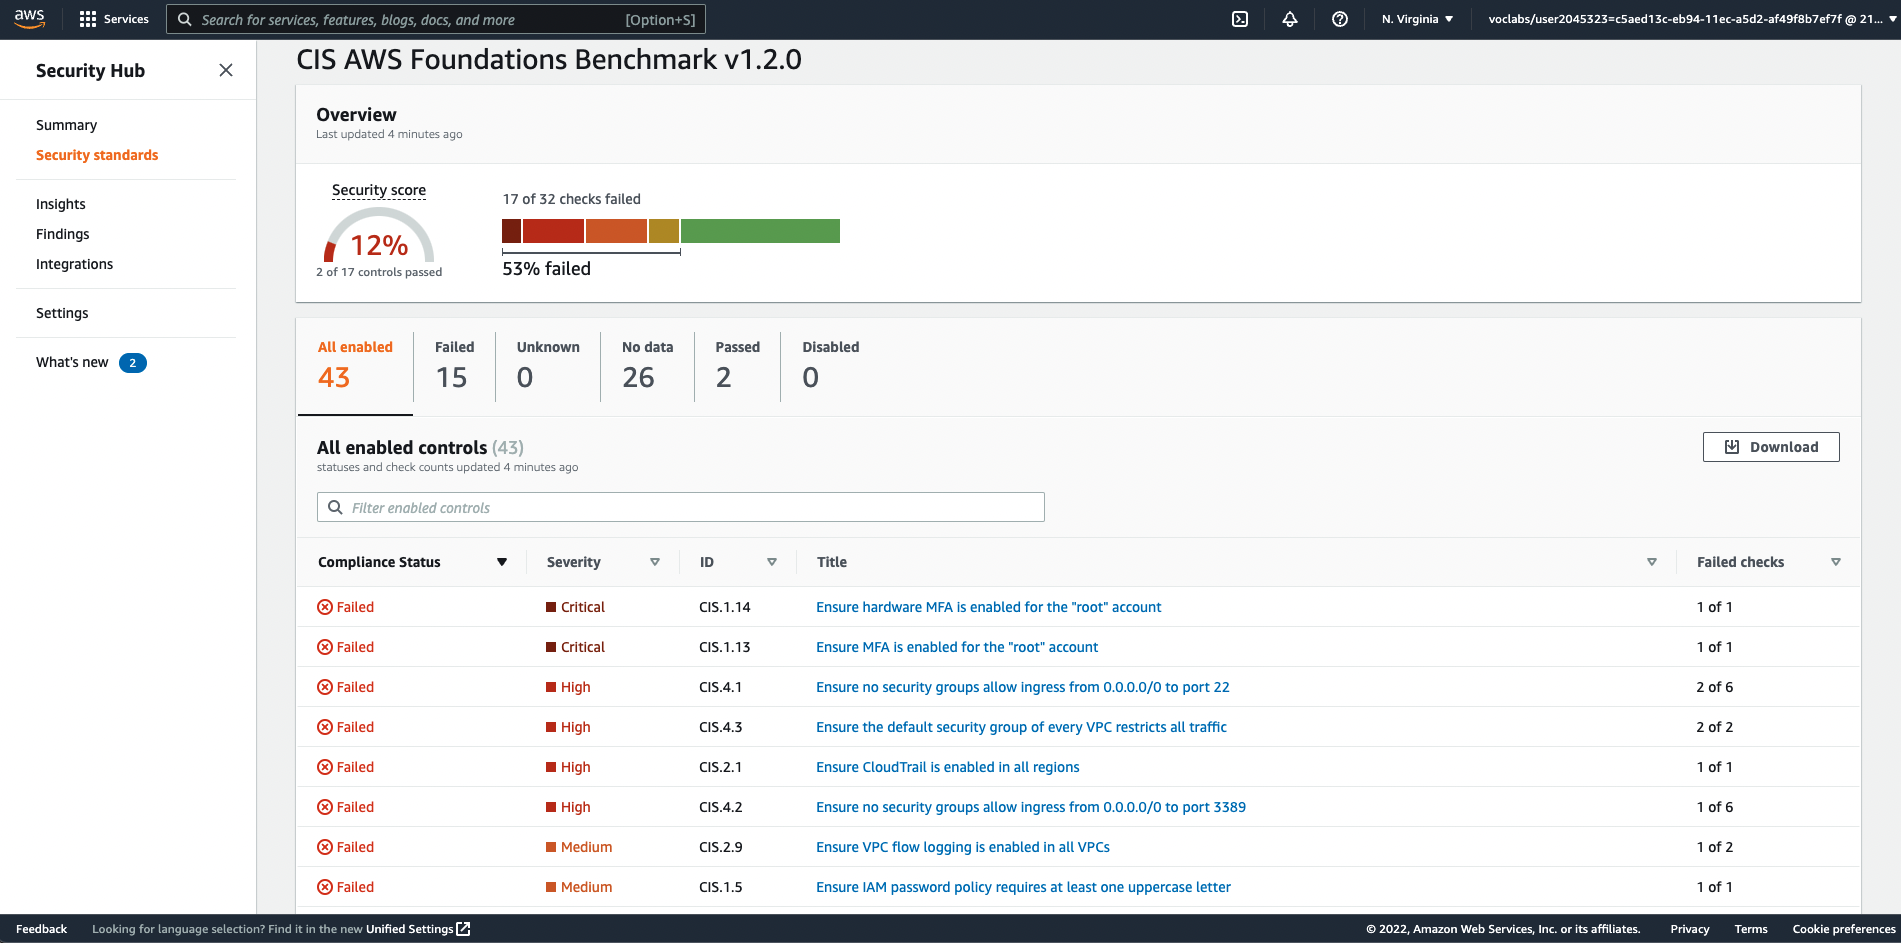 aws Services Search for services, features, blogs, docs, and more [Option+S] N. Virginia voclabs/user2045323=c5aed13c-eb94-11ec-a5d2-af49f8b7ef7f @ 21...
Security Hub
Summary
Security standards
Insights
Findings
Integrations
Settings
What's new 2
CIS AWS Foundations Benchmark v1.2.0
Overview
Last updated 4 minutes ago
Security score
12%
2 of 17 controls passed
17 of 32 checks failed
53% failed
All enabled Failed Unknown No data Passed Disabled
43 15 0 26 2 0
All enabled controls (43)
statuses and check counts updated 4 minutes ago
Download
Filter enabled controls
Compliance Status Severity ID Title Failed checks
Failed Critical CIS.1.14 Ensure hardware MFA is enabled for the "root" account 1 of 1
Failed Critical CIS.1.13 Ensure MFA is enabled for the "root" account 1 of 1
Failed High CIS.4.1 Ensure no security groups allow ingress from 0.0.0.0/0 to port 22 2 of 6
Failed High CIS.4.3 Ensure the default security group of every VPC restricts all traffic 2 of 2
Failed High CIS.2.1 Ensure CloudTrail is enabled in all regions 1 of 1
Failed High CIS.4.2 Ensure no security groups allow ingress from 0.0.0.0/0 to port 3389 1 of 6
Failed Medium CIS.2.9 Ensure VPC flow logging is enabled in all VPCs 1 of 2
Failed Medium CIS.1.5 Ensure IAM password policy requires at least one uppercase letter 1 of 1
Feedback Looking for language selection? Find it in the new Unified Settings © 2022, Amazon Web Services, Inc. or its affiliates. Privacy Terms Cookie preferences